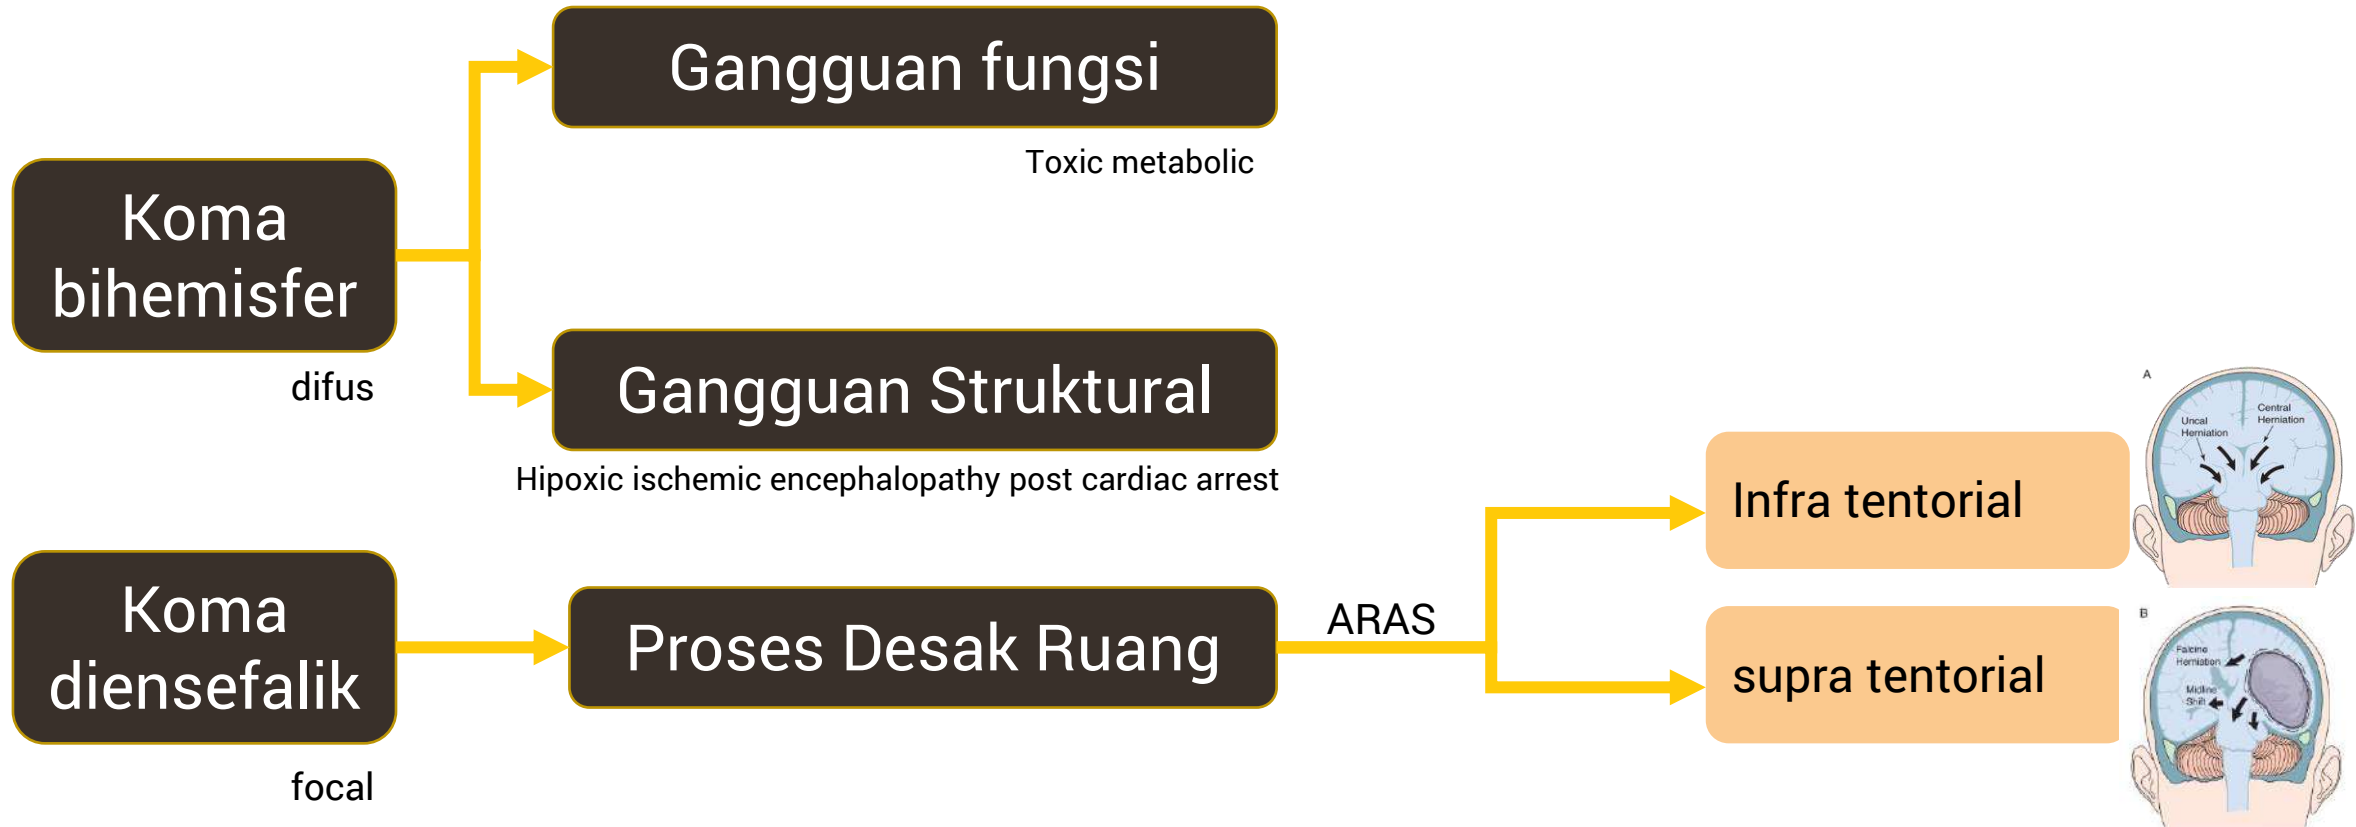 Gangguan fungsi
Toxic metabolic
Koma
bihemisfer
difus
Gangguan Struktural
Hipoxic ischemic encephalopathy post cardiac arrest
Koma
diensefalik
focal
Proses Desak Ruang
ARAS
Infra tentorial
supra tentorial
A
Uncal
Herniation
Central
Herniation
B
Falcine
Herniation
Midline
Shift